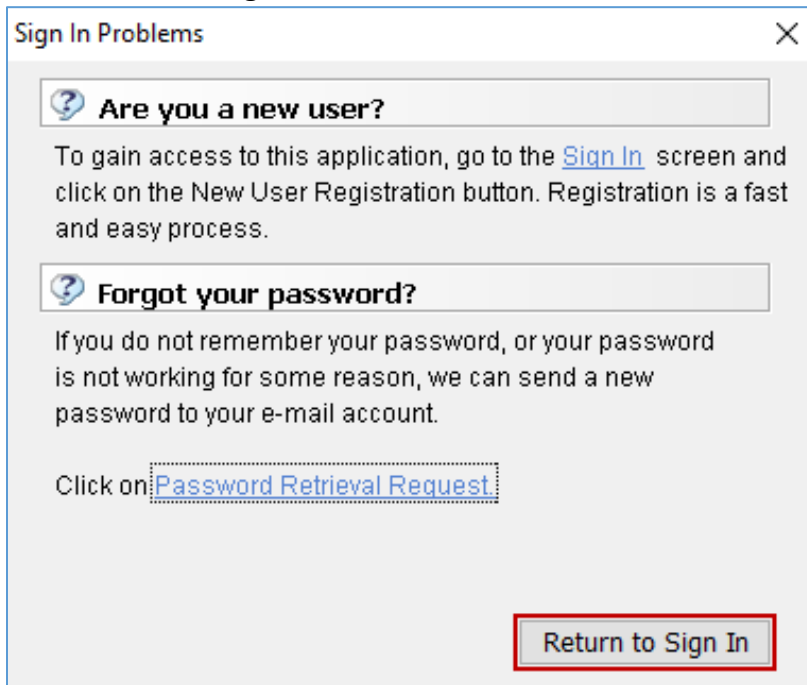 Sign In Problems
Are you a new user?
To gain access to this application, go to the Sign In screen and
click on the New User Registration button. Registration is a fast
and easy process.
Forgot your password?
If you do not remember your password, or your password
is not working for some reason, we can send a new
password to your e-mail account.
Click on Password Retrieval Request.
Return to Sign In